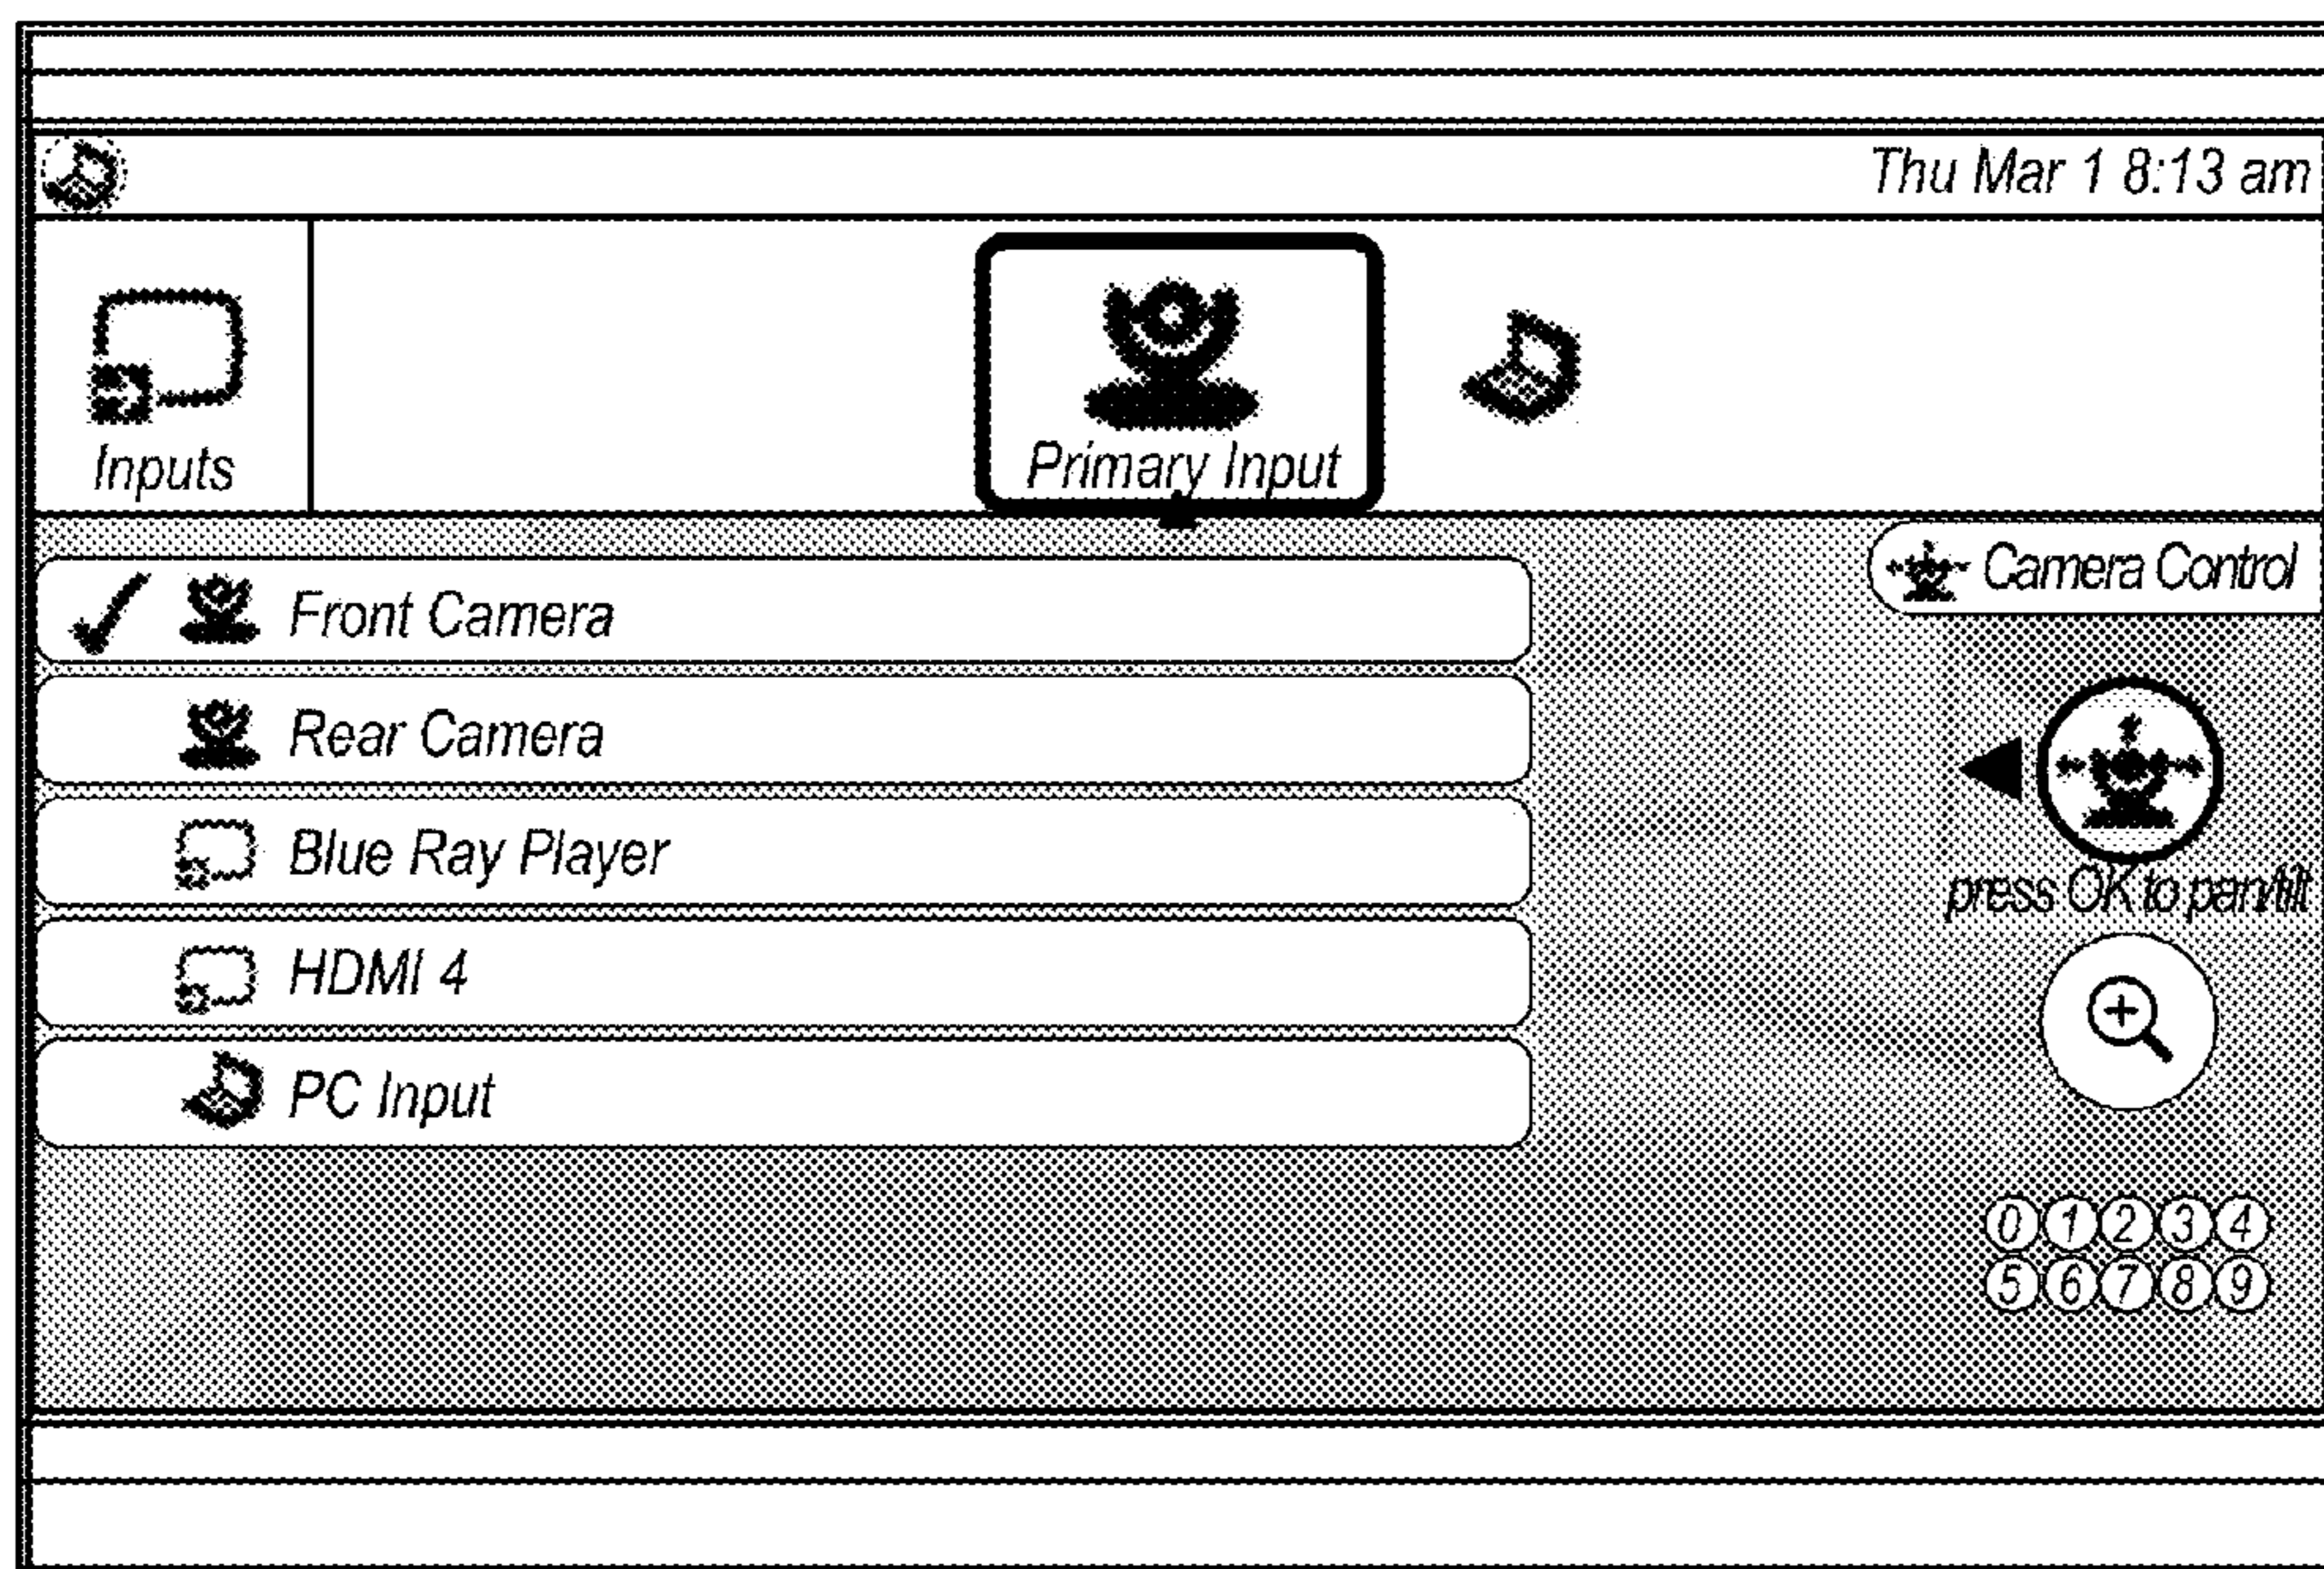 Thu Mar 1 8:13 am
Inputs
Primary Input
Camera Control
Front Camera
Rear Camera
Blue Ray Player
HDMI 4
PC Input
press OK to pan/tilt
0 1 2 3 4
5 6 7 8 9